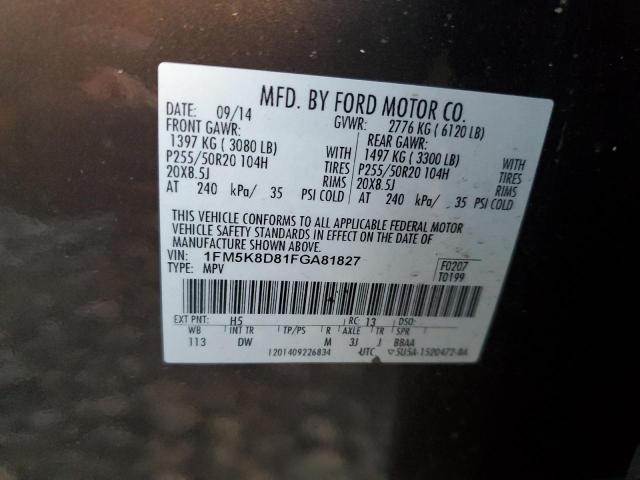 MFD. BY FORD MOTOR CO.
DATE: 09/14 GVWR: 2776 KG ( 6120 LB)
FRONT GAWR: REAR GAWR:
1397 KG ( 3080 LB) 1497 KG ( 3300 LB)
P255/50R20 104H TIRES P255/50R20 104H TIRES
20X8.5J RIMS 20X8.5J RIMS
AT 240 kPa/ 35 PSI COLD AT 240 kPa/ 35 PSI COLD
THIS VEHICLE CONFORMS TO ALL APPLICABLE FEDERAL MOTOR
VEHICLE SAFETY STANDARDS IN EFFECT ON THE DATE OF
MANUFACTURE SHOWN ABOVE.
VIN: 1FM5K8D81FGA81827 F0207
TYPE: MPV T0199
EXT PNT: H5 RC: 13 DSO:
WB INT TR TP/PS R AXLE TR SPR
113 DW M 3J J BBAA
1201409226834 UTC 5U5A-1520472-AA